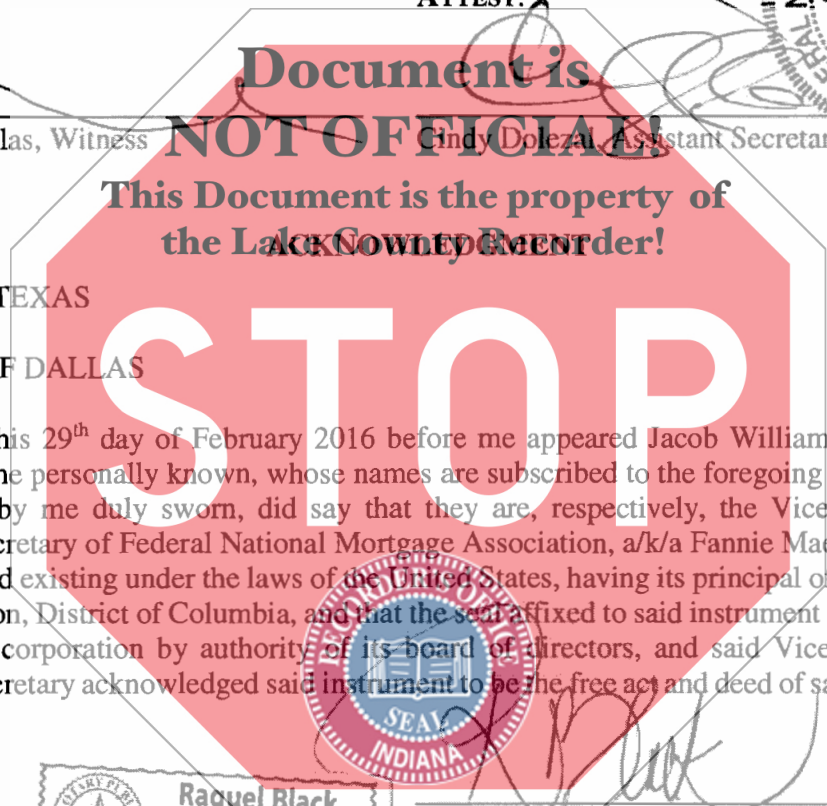 ATTEST:
Document is
NOT OFFICIAL!
las, Witness Cindy Dolezal, Assistant Secretar
This Document is the property of
the Lake County Recorder!
ACKNOWLEDGMENT
TEXAS
STOP
F DALLAS
his 29th day of February 2016 before me appeared Jacob William
ne personally known, whose names are subscribed to the foregoing
by me duly sworn, did say that they are, respectively, the Vice
cretary of Federal National Mortgage Association, a/k/a Fannie Mae
d existing under the laws of the United States, having its principal o
on, District of Columbia, and that the seal affixed to said instrument
corporation by authority of its board of directors, and said Vice
cretary acknowledged said instrument to be the free act and deed of sa
RECORDER'S OFFICE
SEAL
INDIANA
Raquel Black